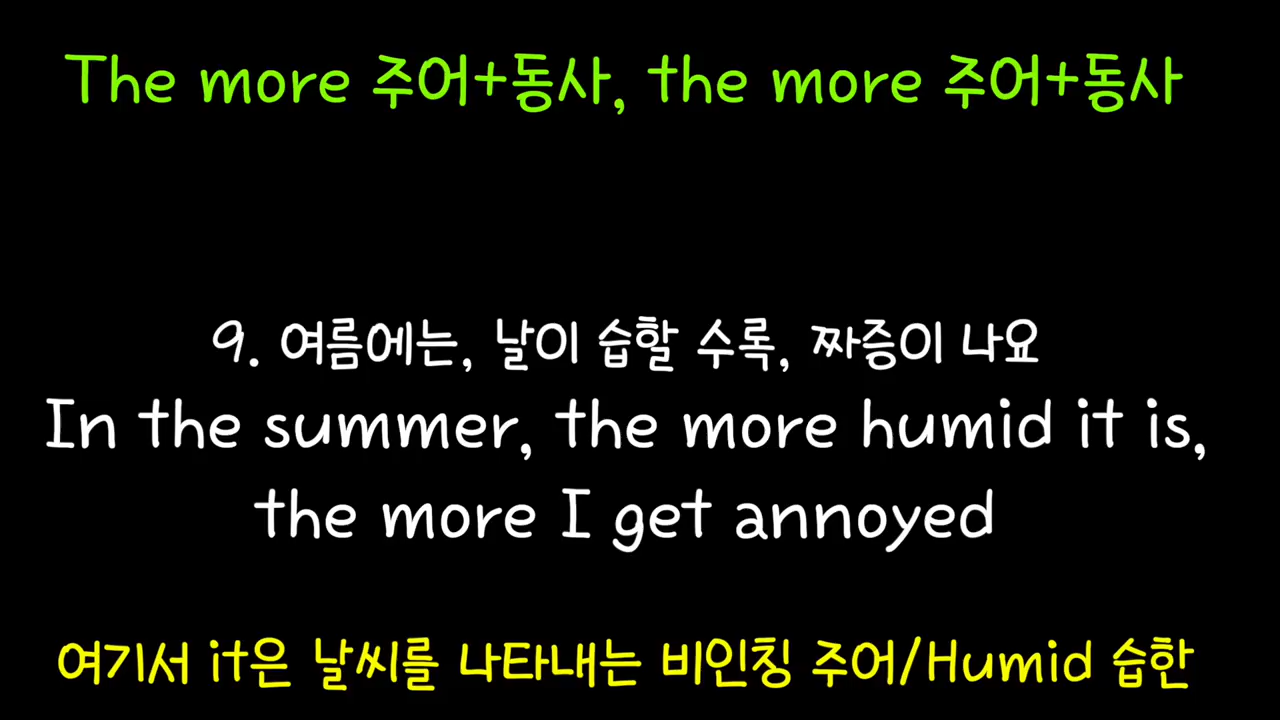 The more 주어+동사, the more 주어+동사
9. 여름에는, 날이 습할 수록, 짜증이 나요
In the summer, the more humid it is,
the more I get annoyed
여기서 it은 날씨를 나타내는 비인칭 주어/Humid 습한